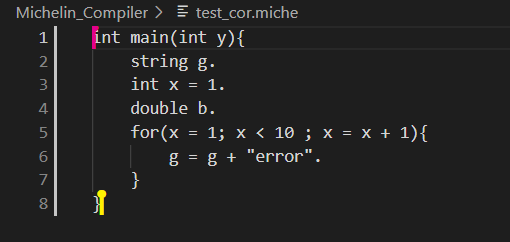 Michelin_Compiler > test_cor.miche
1 int main(int y){
2 string g.
3 int x = 1.
4 double b.
5 for(x = 1; x < 10 ; x = x + 1){
6 g = g + "error".
7 }
8 }